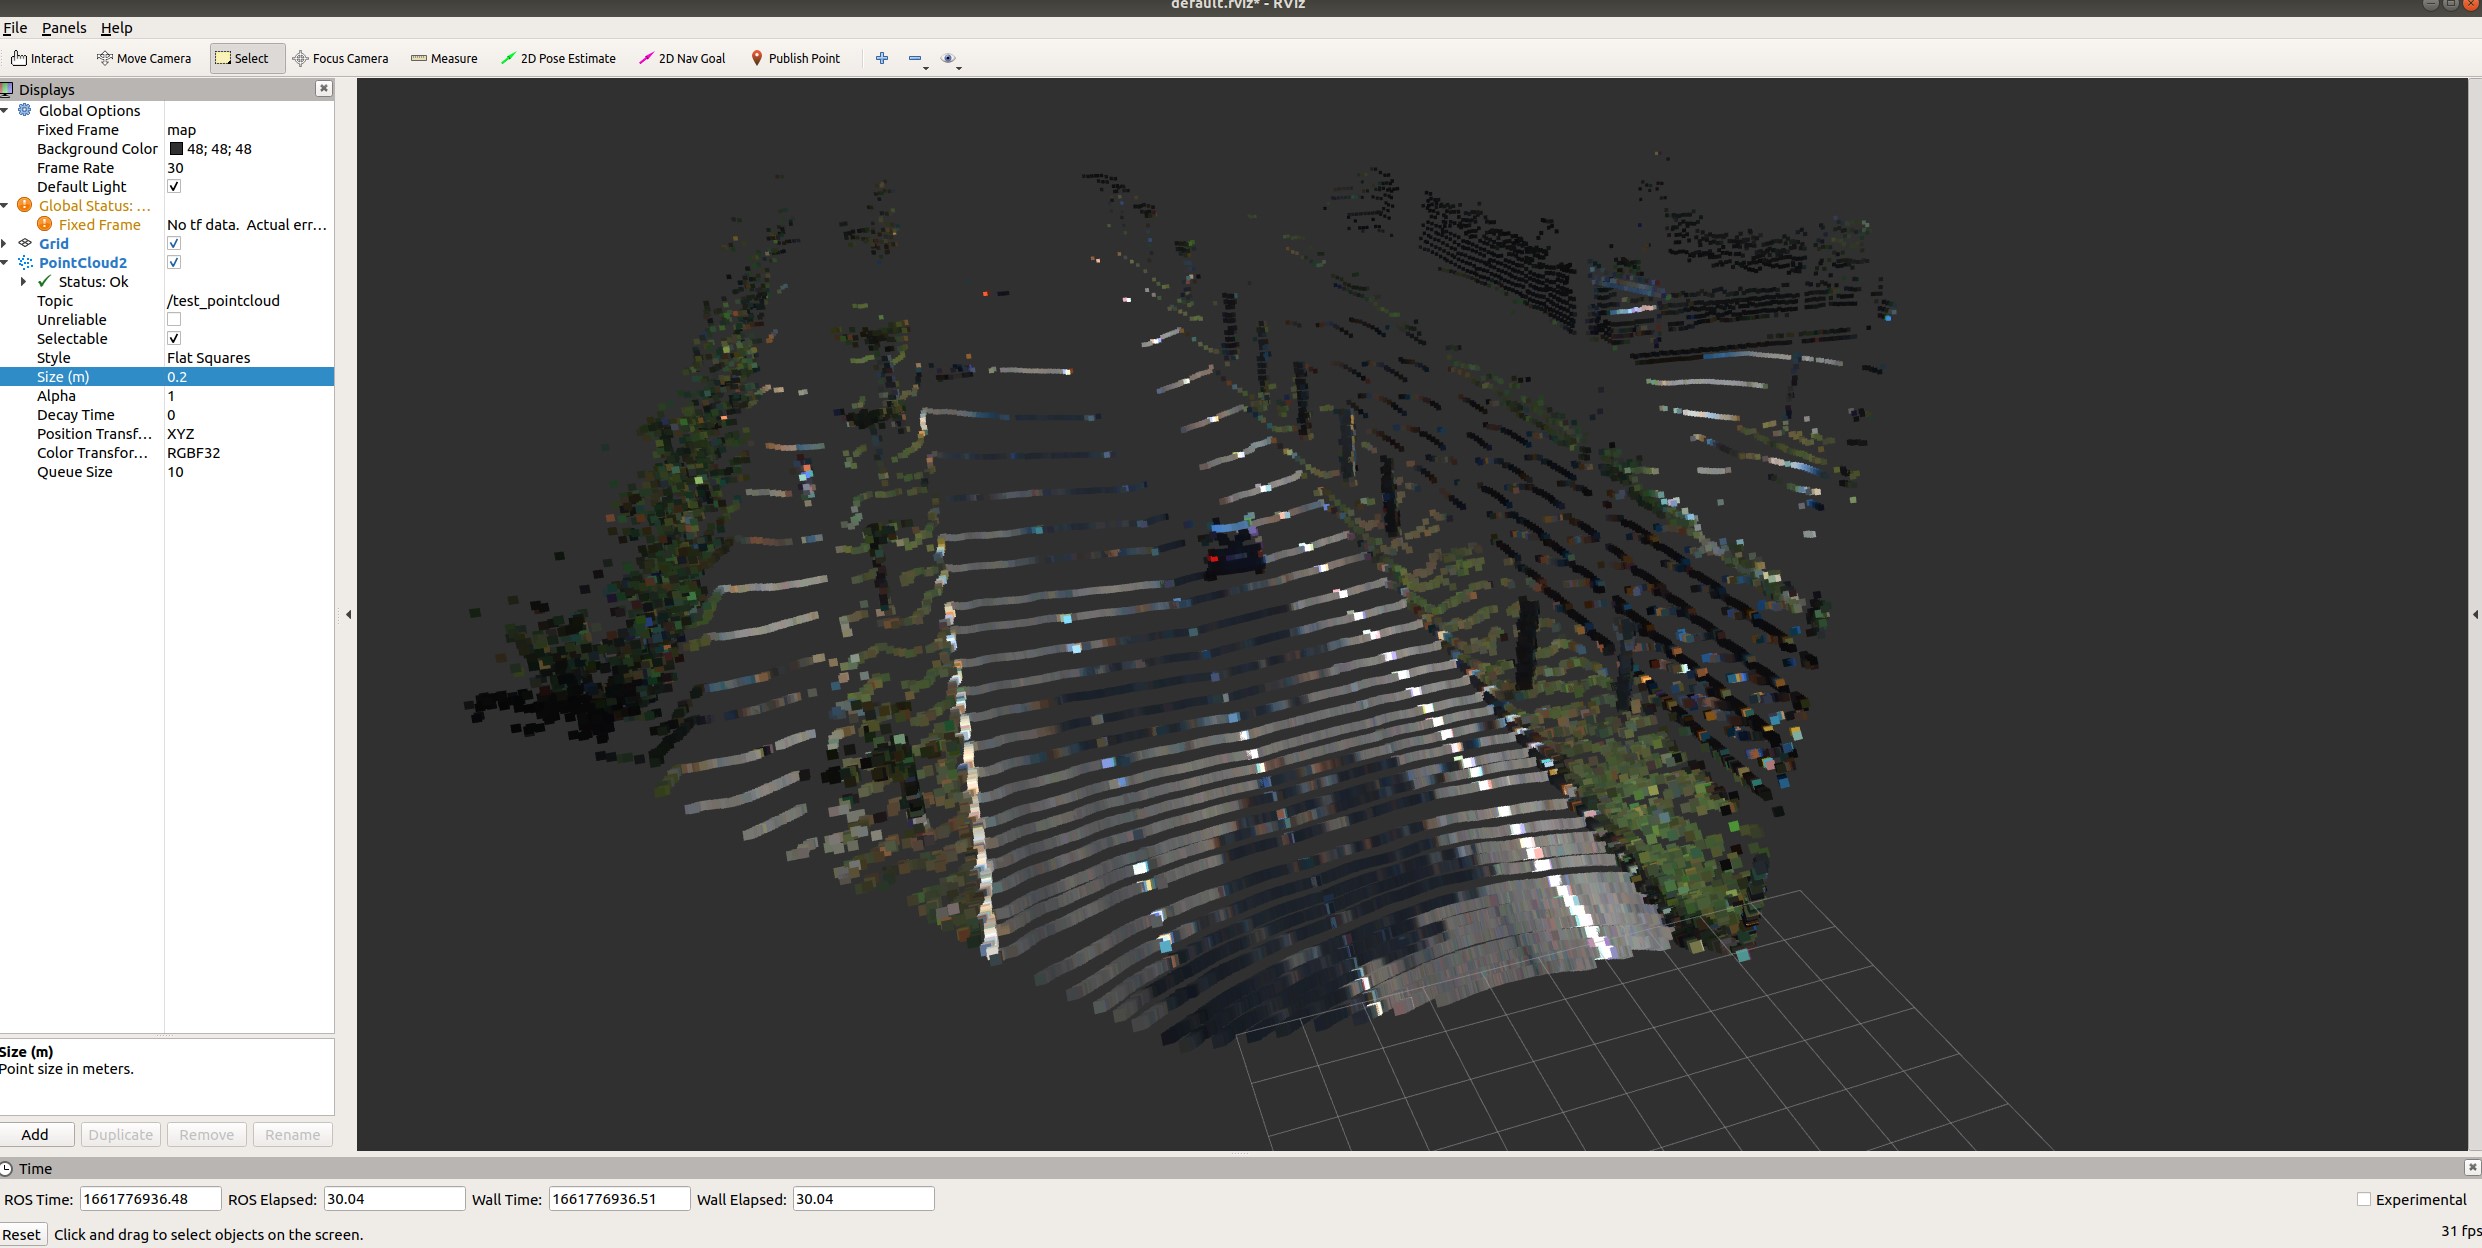 default.rviz* - RViz
File Panels Help
Interact Move Camera Select Focus Camera Measure 2D Pose Estimate 2D Nav Goal Publish Point
Displays
Global Options
Fixed Frame map
Background Color 48; 48; 48
Frame Rate 30
Default Light
Global Status: ...
Fixed Frame No tf data. Actual err...
Grid
PointCloud2
Status: Ok
Topic /test_pointcloud
Unreliable
Selectable
Style Flat Squares
Size (m) 0.2
Alpha 1
Decay Time 0
Position Transf... XYZ
Color Transfor... RGBF32
Queue Size 10
Size (m)
Point size in meters.
Add Duplicate Remove Rename
Time
ROS Time: 1661776936.48 ROS Elapsed: 30.04 Wall Time: 1661776936.51 Wall Elapsed: 30.04 Experimental
Reset Click and drag to select objects on the screen. 31 fps